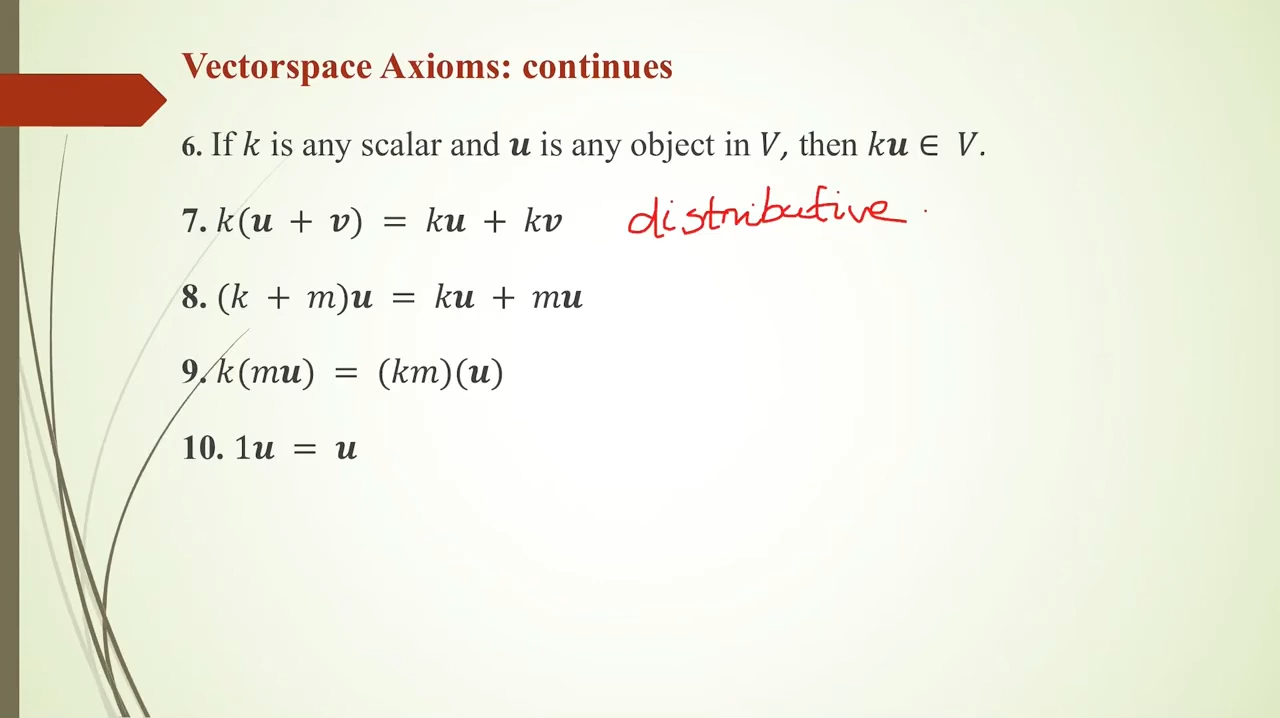 Vectorspace Axioms: continues
6. If k is any scalar and u is any object in V, then ku ∈ V.
7. k(u + v) = ku + kv distributive.
8. (k + m)u = ku + mu
9. k(mu) = (km)(u)
10. 1u = u